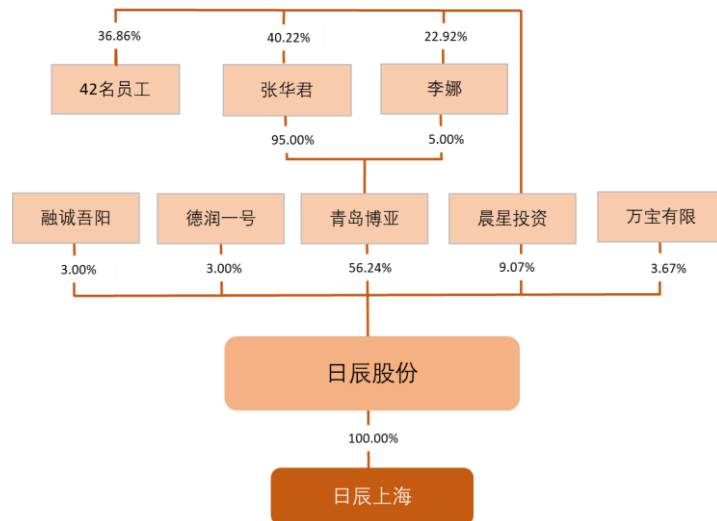 36.86%
40.22%
22.92%
42名员工
张华君
李娜
95.00%
5.00%
融诚吾阳
德润一号
青岛博亚
晨星投资
万宝有限
3.00%
3.00%
56.24%
9.07%
3.67%
日辰股份
100.00%
日辰上海